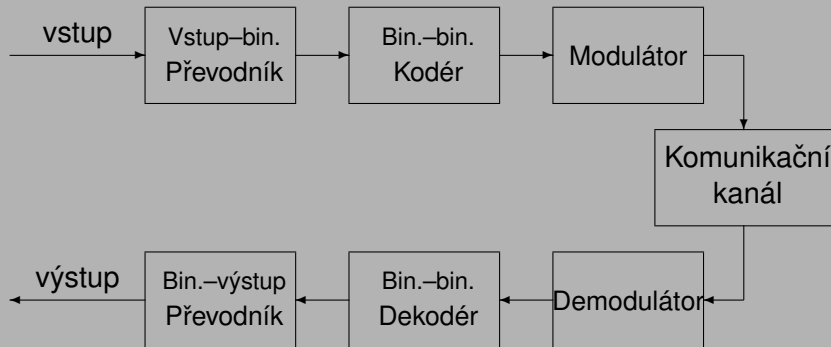 vstup
Vstup–bin.
Převodník
Bin.–bin.
Kodér
Modulátor
Komunikační
kanál
Demodulátor
Bin.–bin.
Dekodér
Bin.–výstup
Převodník
výstup